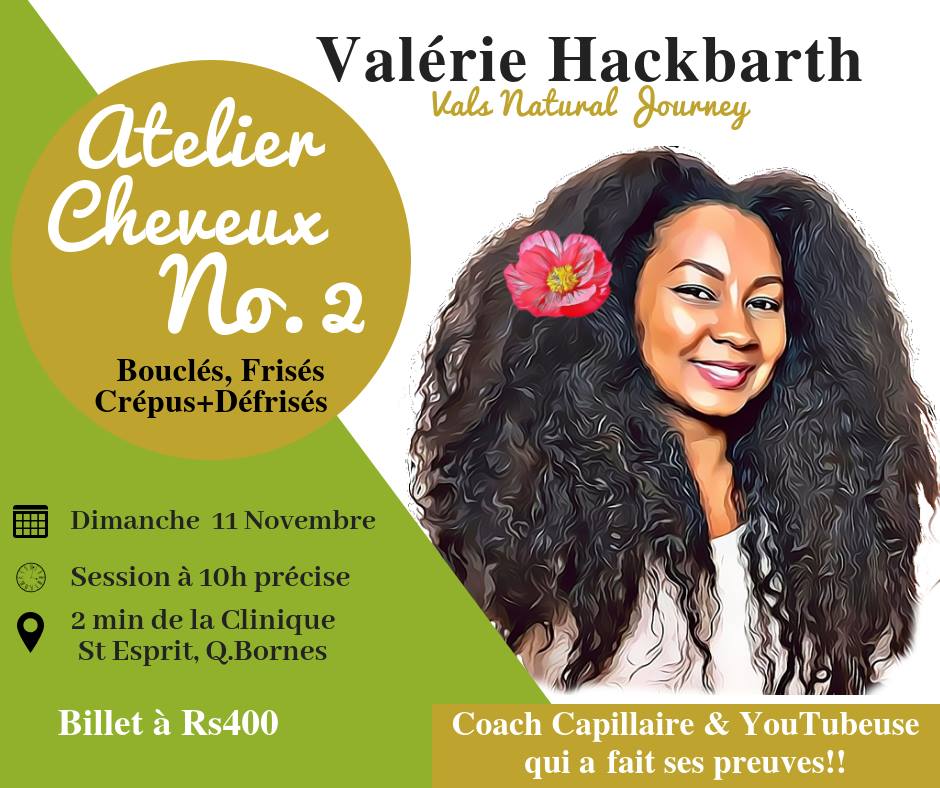 Valérie Hackbarth
Vals Natural Journey
Atelier
Cheveux
No. 2
Bouclés, Frisés
Crépus+Défrisés
Dimanche 11 Novembre
Session à 10h précise
2 min de la Clinique
St Esprit, Q.Bornes
Billet à Rs400
Coach Capillaire & YouTubeuse
qui a fait ses preuves!!